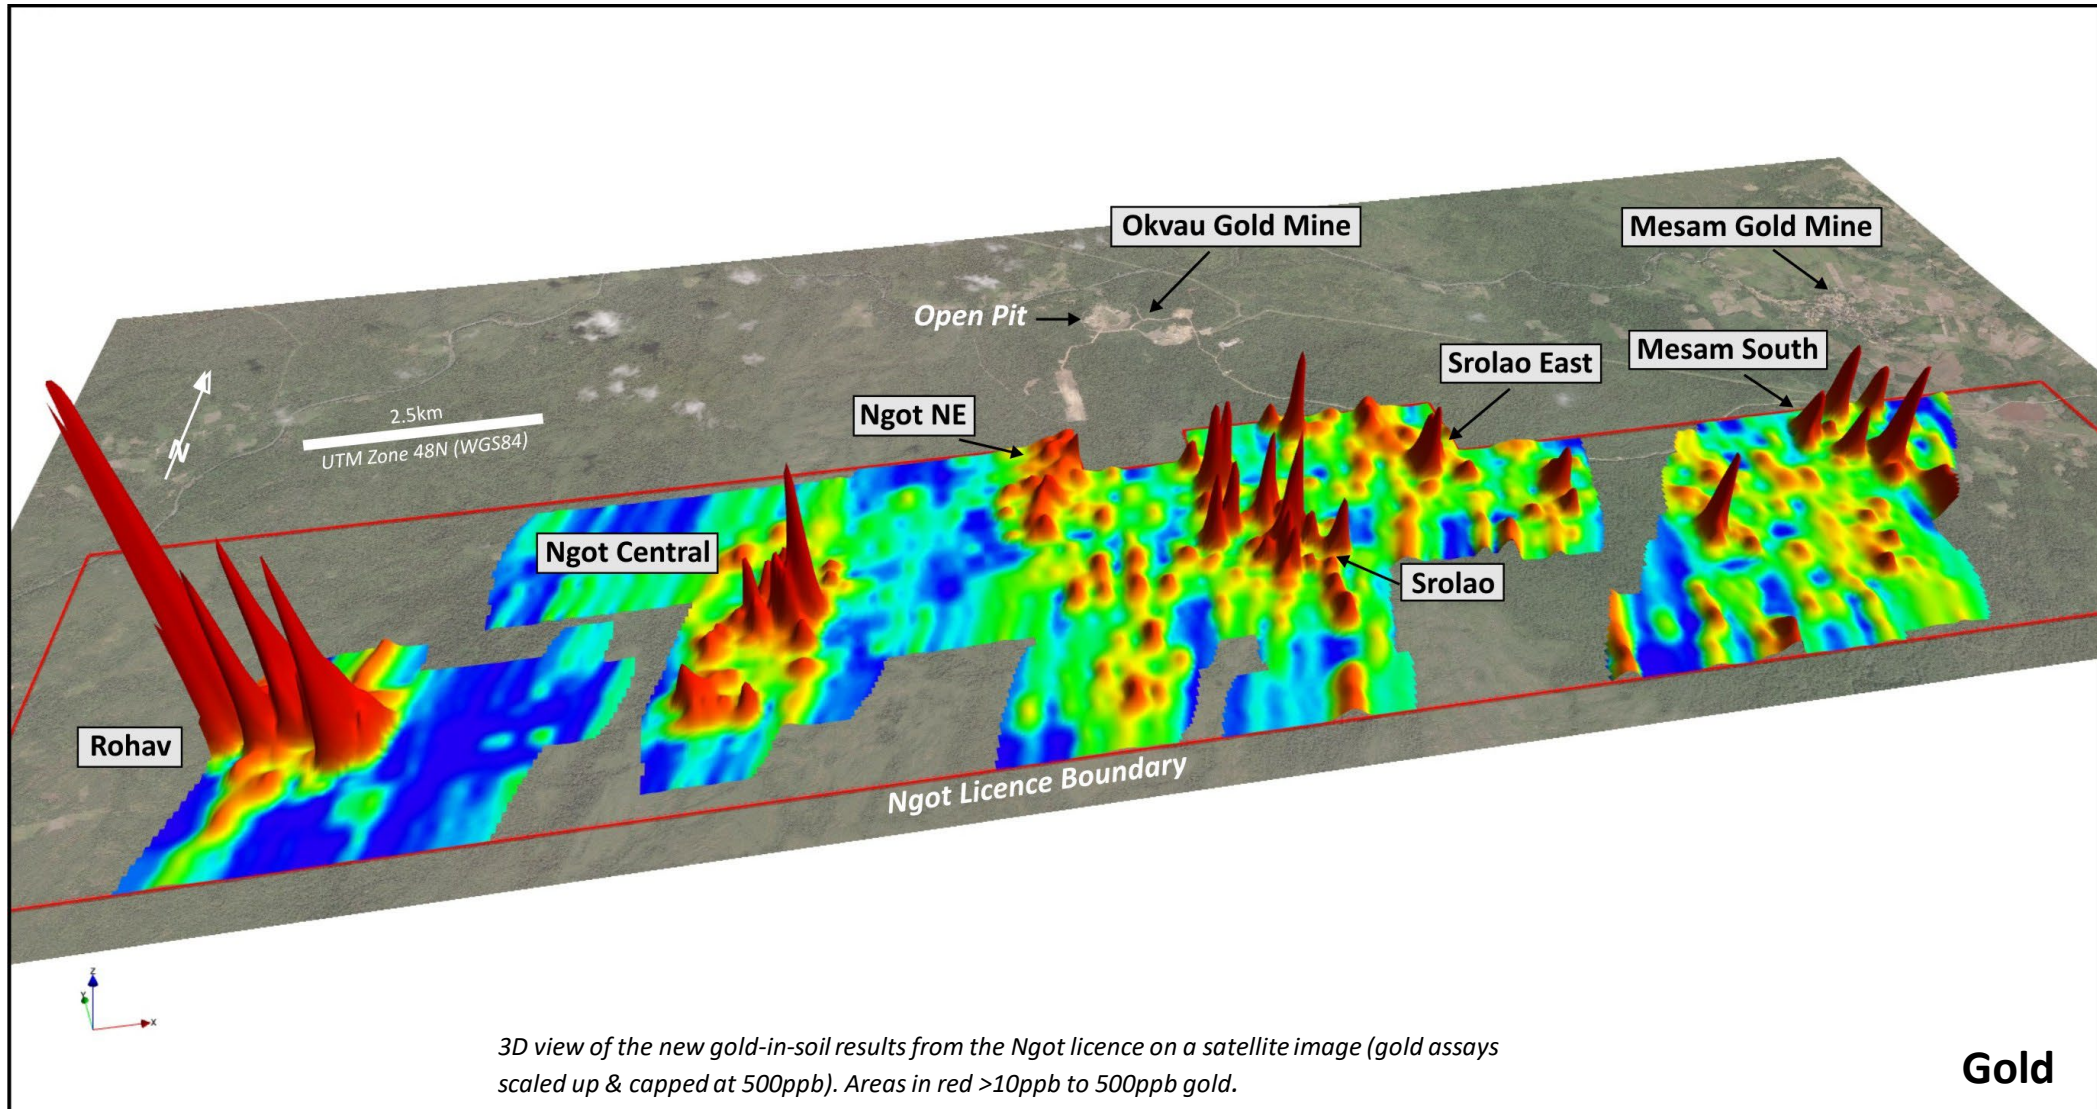 Okvau Gold Mine
Mesam Gold Mine
Open Pit
Mesam South
Srolao East
N
2.5km
UTM Zone 48N (WGS84)
Ngot NE
Ngot Central
Srolao
Rohav
Ngot Licence Boundary
Z
Y
X
3D view of the new gold-in-soil results from the Ngot licence on a satellite image (gold assays
scaled up & capped at 500ppb). Areas in red >10ppb to 500ppb gold.
Gold